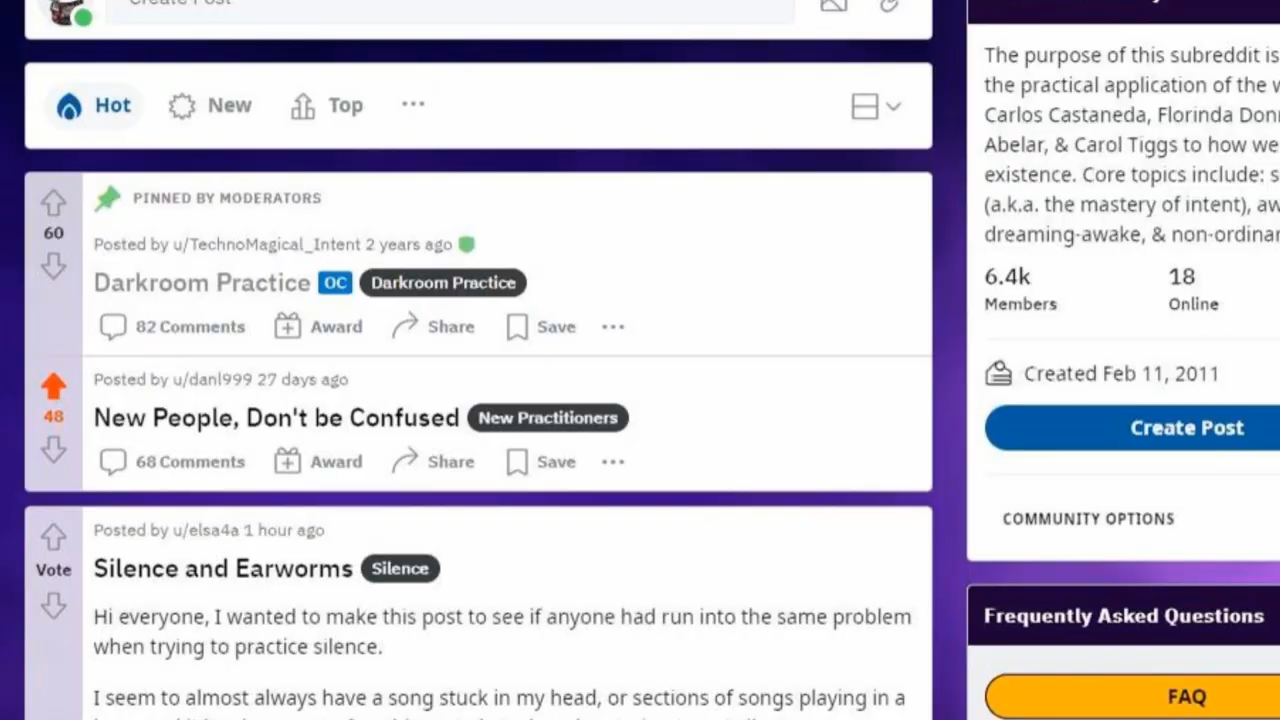 Create Post
Hot New Top
PINNED BY MODERATORS
60
Posted by u/TechnoMagical_Intent 2 years ago
Darkroom Practice OC Darkroom Practice
82 Comments Award Share Save
Posted by u/danl999 27 days ago
48
New People, Don't be Confused New Practitioners
68 Comments Award Share Save
Posted by u/elsa4a 1 hour ago
Vote
Silence and Earworms Silence
Hi everyone, I wanted to make this post to see if anyone had run into the same problem
when trying to practice silence.
I seem to almost always have a song stuck in my head, or sections of songs playing in a
The purpose of this subreddit is
the practical application of the
Carlos Castaneda, Florinda
Abelar, & Carol Tiggs to how we
existence. Core topics include:
(a.k.a. the mastery of intent),
dreaming-awake, &
6.4k 18
Members Online
Created Feb 11, 2011
Create Post
COMMUNITY OPTIONS
Frequently Asked Questions
FAQ